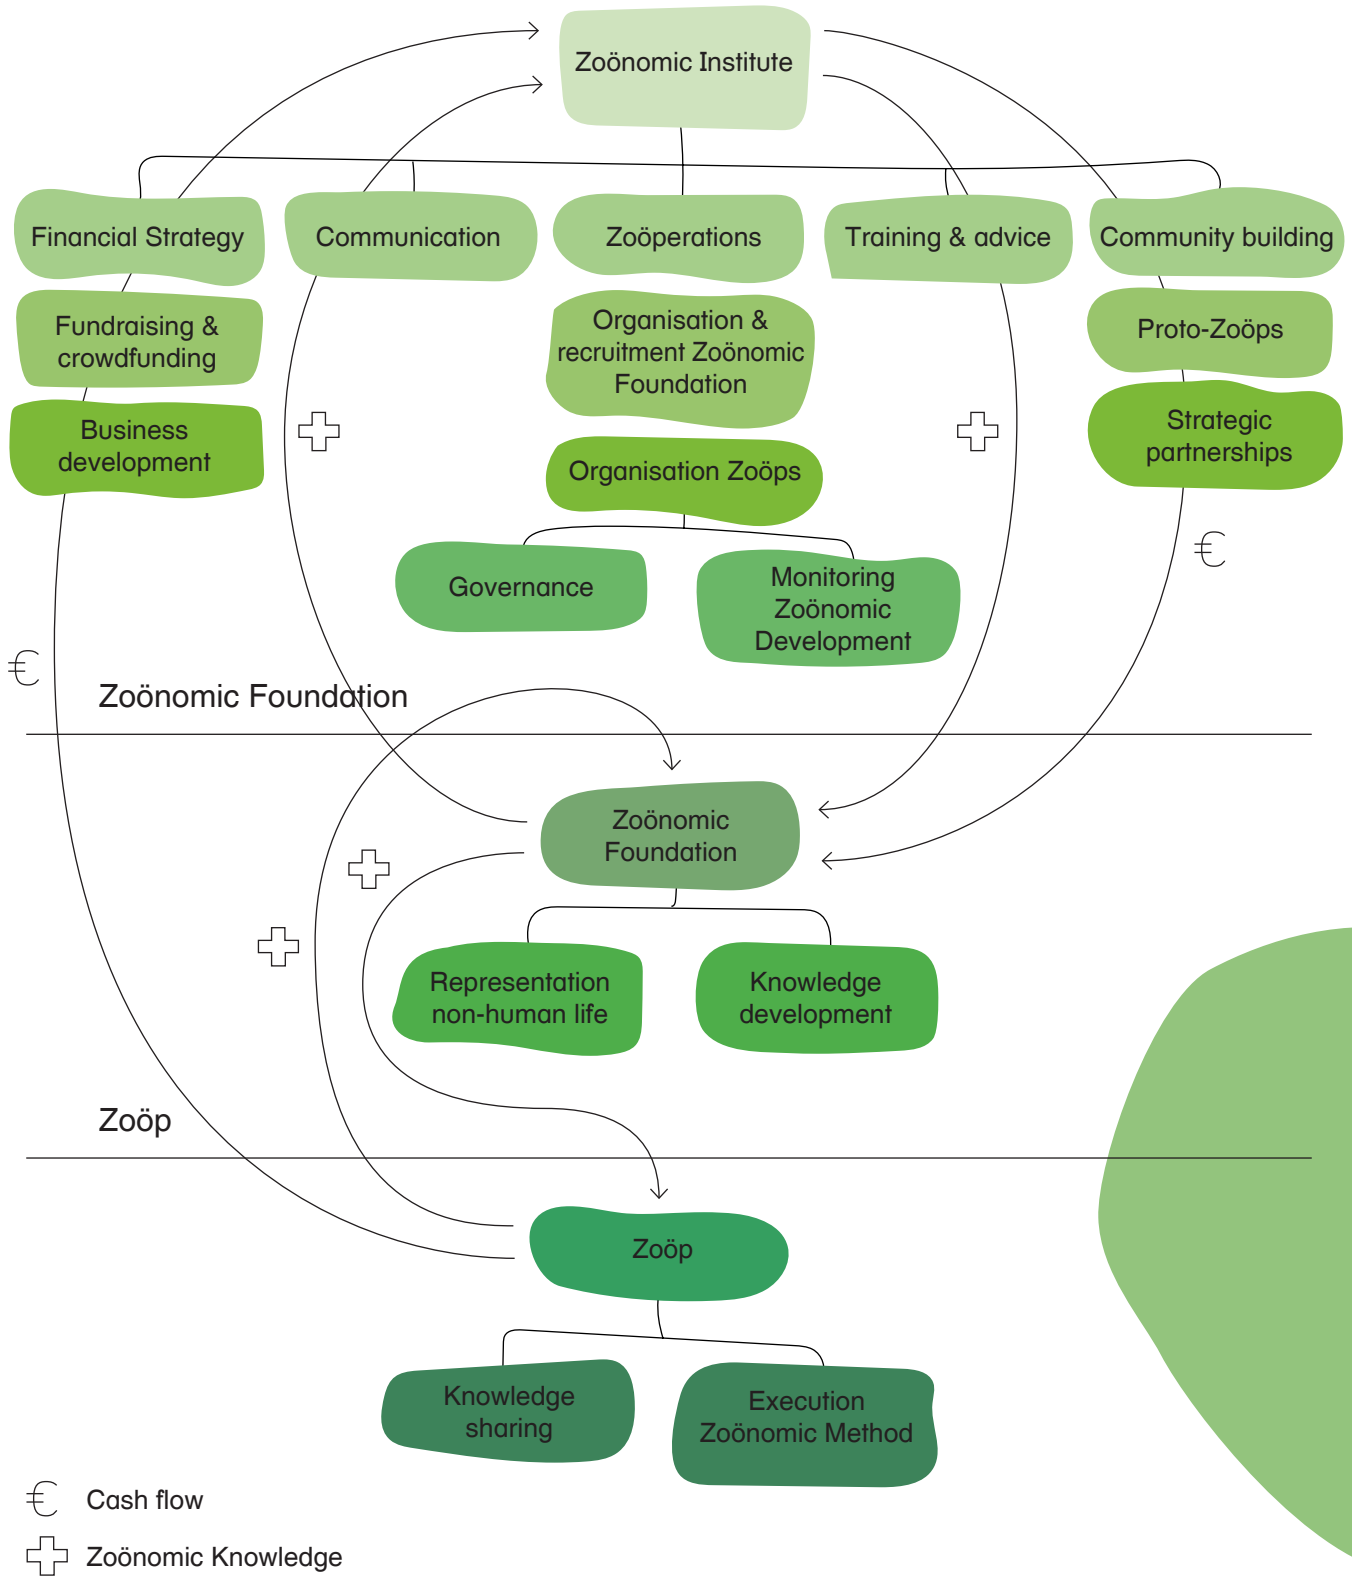 Zoönomic Institute
Financial Strategy
Communication
Zoöperations
Training & advice
Community building
Fundraising &
crowdfunding
Organisation &
recruitment Zoönomic
Foundation
Proto-Zoöps
Business
development
Organisation Zoöps
Strategic
partnerships
€
Governance
Monitoring
Zoönomic
Development
€
Zoönomic Foundation
Zoönomic
Foundation
Representation
non-human life
Knowledge
development
Zoöp
Zoöp
Knowledge
sharing
Execution
Zoönomic Method
€ Cash flow
Zoönomic Knowledge